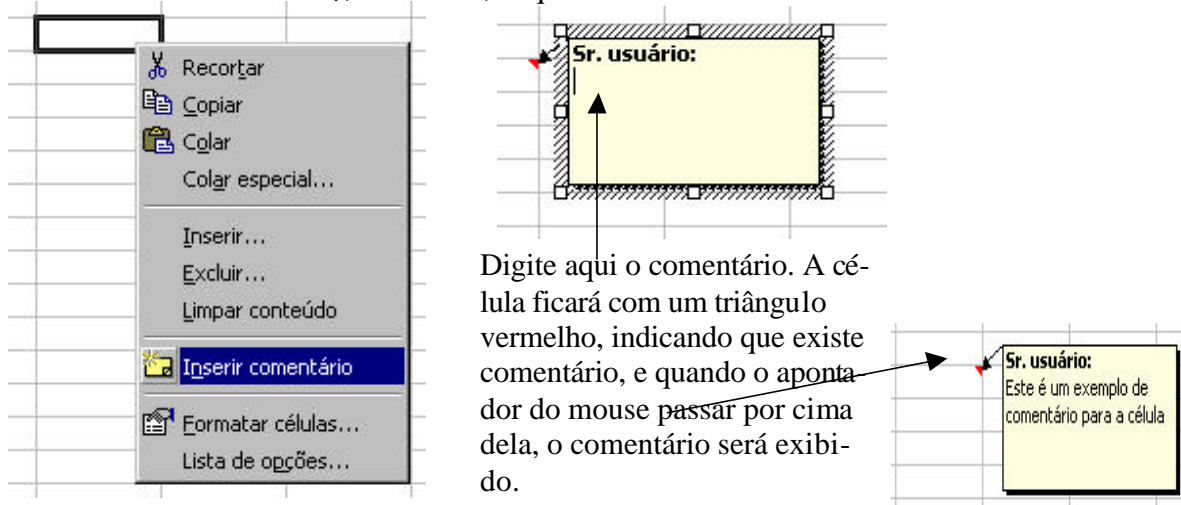 Recortar
Copiar
Colar
Colar especial...
Inserir...
Excluir...
Limpar conteúdo
Inserir comentário
Formatar células...
Lista de opções...
Sr. usuário:
Digite aqui o comentário. A cé-
lula ficará com um triângulo
vermelho, indicando que existe
comentário, e quando o aponta-
dor do mouse passar por cima
dela, o comentário será exibi-
do.
Sr. usuário:
Este é um exemplo de
comentário para a célula